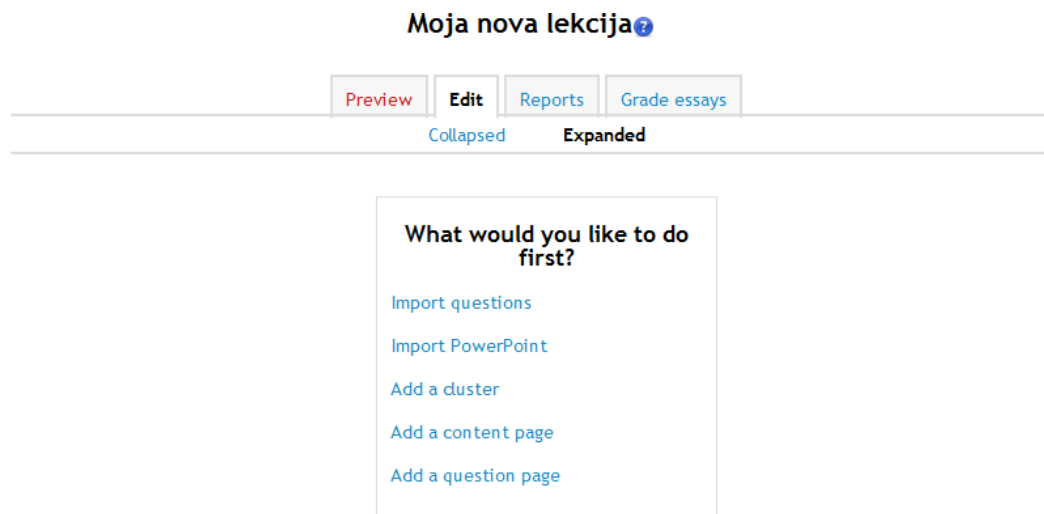 Moja nova lekcija
Preview Edit Reports Grade essays
Collapsed Expanded
What would you like to do
first?
Import questions
Import PowerPoint
Add a cluster
Add a content page
Add a question page